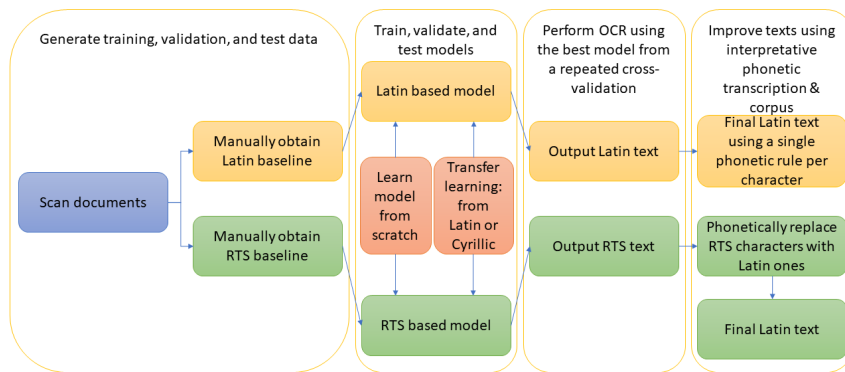 Generate training, validation, and test data
Train, validate, and
test models
Perform OCR using
the best model from
a repeated cross-
validation
Improve texts using
interpretative
phonetic
transcription &
corpus
Latin based model
Manually obtain
Latin baseline
Output Latin text
Final Latin text
using a single
phonetic rule per
character
Scan documents
Learn
model
from
scratch
Transfer
learning:
from
Latin or
Cyrillic
Manually obtain
RTS baseline
Output RTS text
Phonetically replace
RTS characters with
Latin ones
RTS based model
Final Latin text